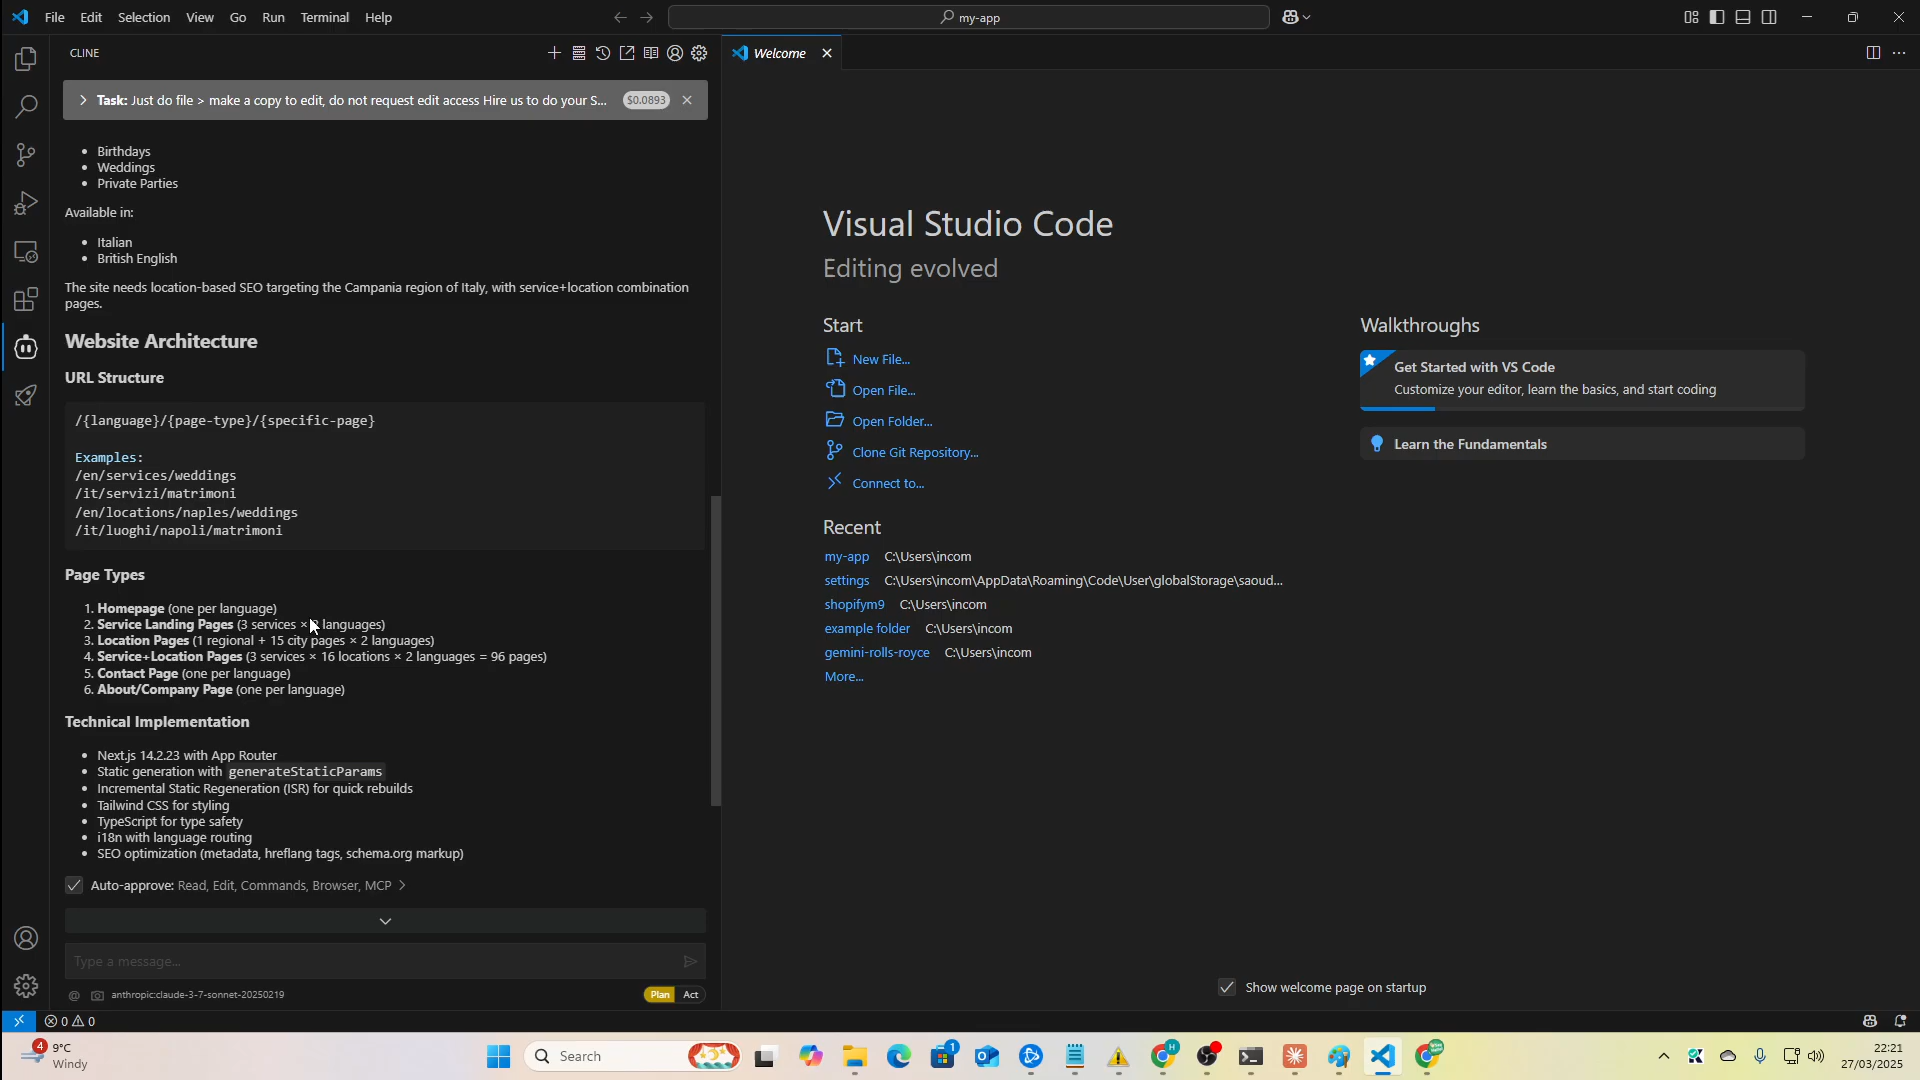 File Edit Selection View Go Run Terminal Help
my-app
CLINE
Welcome
Task: Just do file > make a copy to edit, do not request edit access Hire us to do your S...
$0.0893
Birthdays
Weddings
Private Parties
Available in:
Italian
British English
The site needs location-based SEO targeting the Campania region of Italy, with service+location combination
pages.
Website Architecture
URL Structure
/{language}/{page-type}/{specific-page}
Examples:
/en/services/weddings
/it/servizi/matrimoni
/en/locations/naples/weddings
/it/luoghi/napoli/matrimoni
Page Types
1. Homepage (one per language)
2. Service Landing Pages (3 services × languages)
3. Location Pages (1 regional + 15 city pages × 2 languages)
4. Service+Location Pages (3 services × 16 locations × 2 languages = 96 pages)
5. Contact Page (one per language)
6. About/Company Page (one per language)
Technical Implementation
Next.js 14.2.23 with App Router
Static generation with generateStaticParams
Incremental Static Regeneration (ISR) for quick rebuilds
Tailwind CSS for styling
TypeScript for type safety
i18n with language routing
SEO optimization (metadata, hreflang tags, schema.org markup)
Auto-approve: Read, Edit, Commands, Browser, MCP
Type a message...
@ anthropic:claude-3-7-sonnet-20250219
Plan Act
Visual Studio Code
Editing evolved
Start
New File...
Open File...
Open Folder...
Clone Git Repository...
Connect to...
Recent
my-app C:\Users\incom
settings C:\Users\incom\AppData\Roaming\Code\User\globalStorage\saoud...
shopifym9 C:\Users\incom
example folder C:\Users\incom
gemini-rolls-royce C:\Users\incom
More...
Walkthroughs
Get Started with VS Code
Customize your editor, learn the basics, and start coding
Learn the Fundamentals
Show welcome page on startup
0 0
4
9°C
Windy
Search
1
H
22:21
27/03/2025